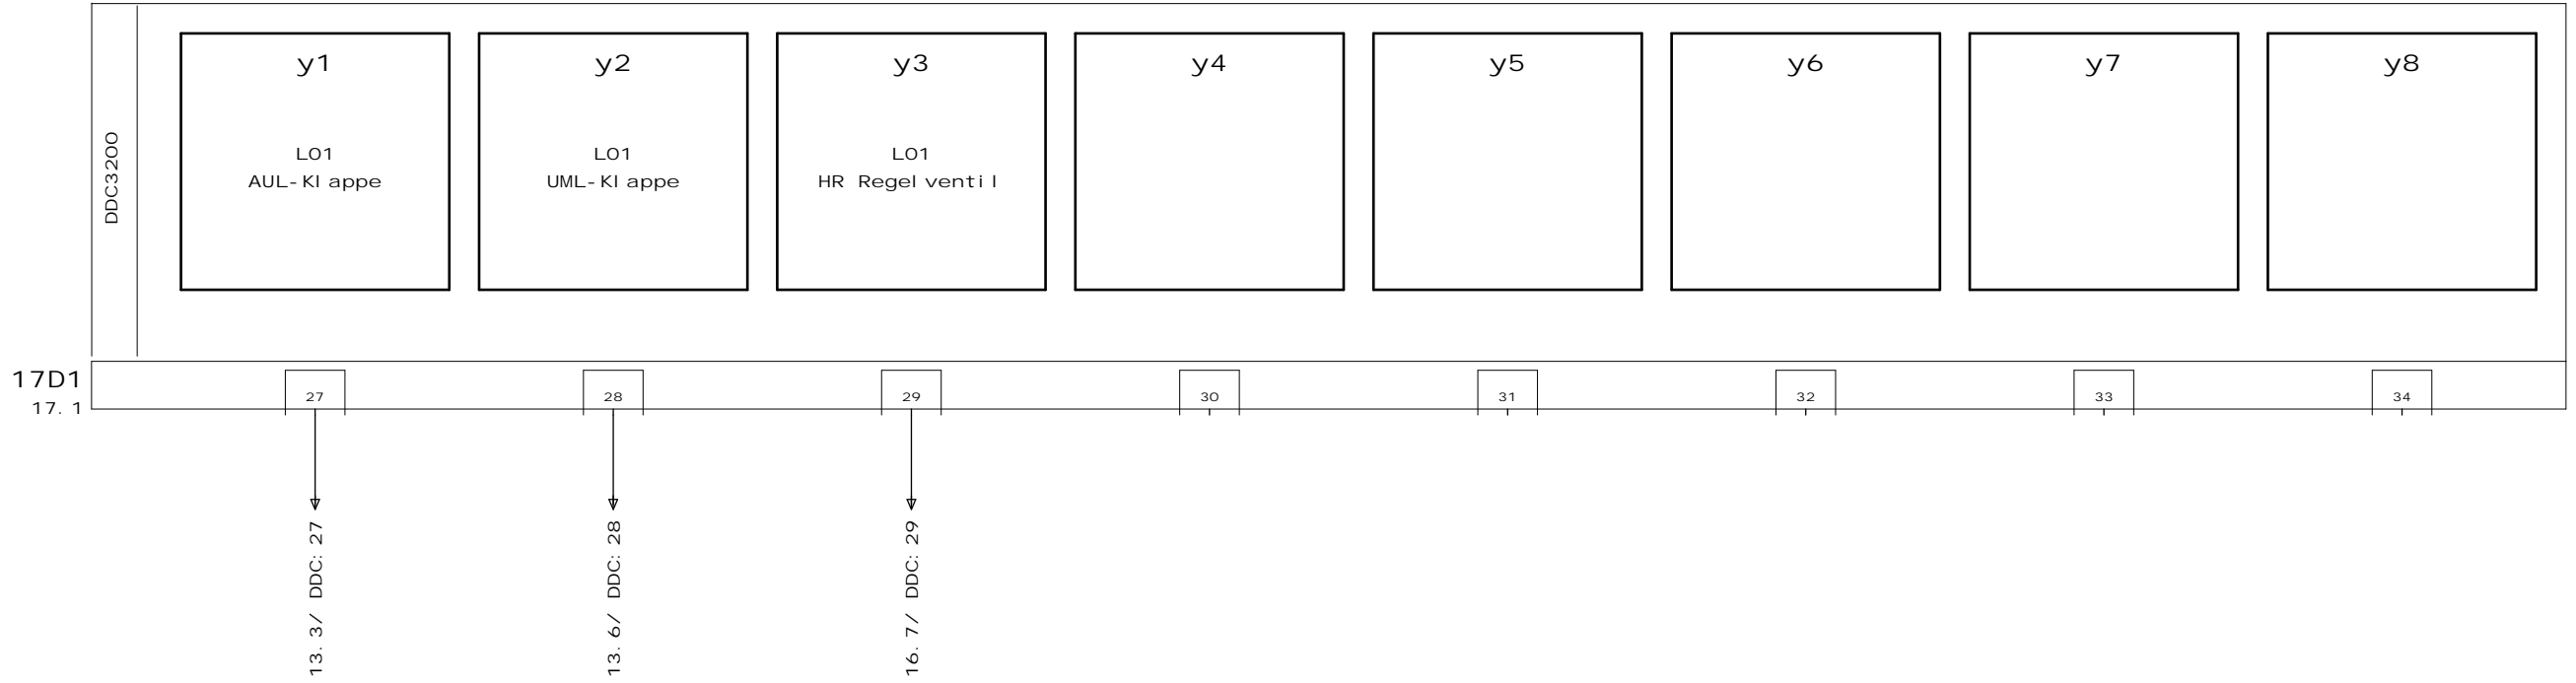 DDC3200
y1
L01
AUL-Klappe
y2
L01
UML-Klappe
y3
L01
HR Regelventil
y4
y5
y6
y7
y8
17D1
17.1
27
28
29
30
31
32
33
34
13.3/ DDC:27
13.6/ DDC:28
16.7/ DDC:29